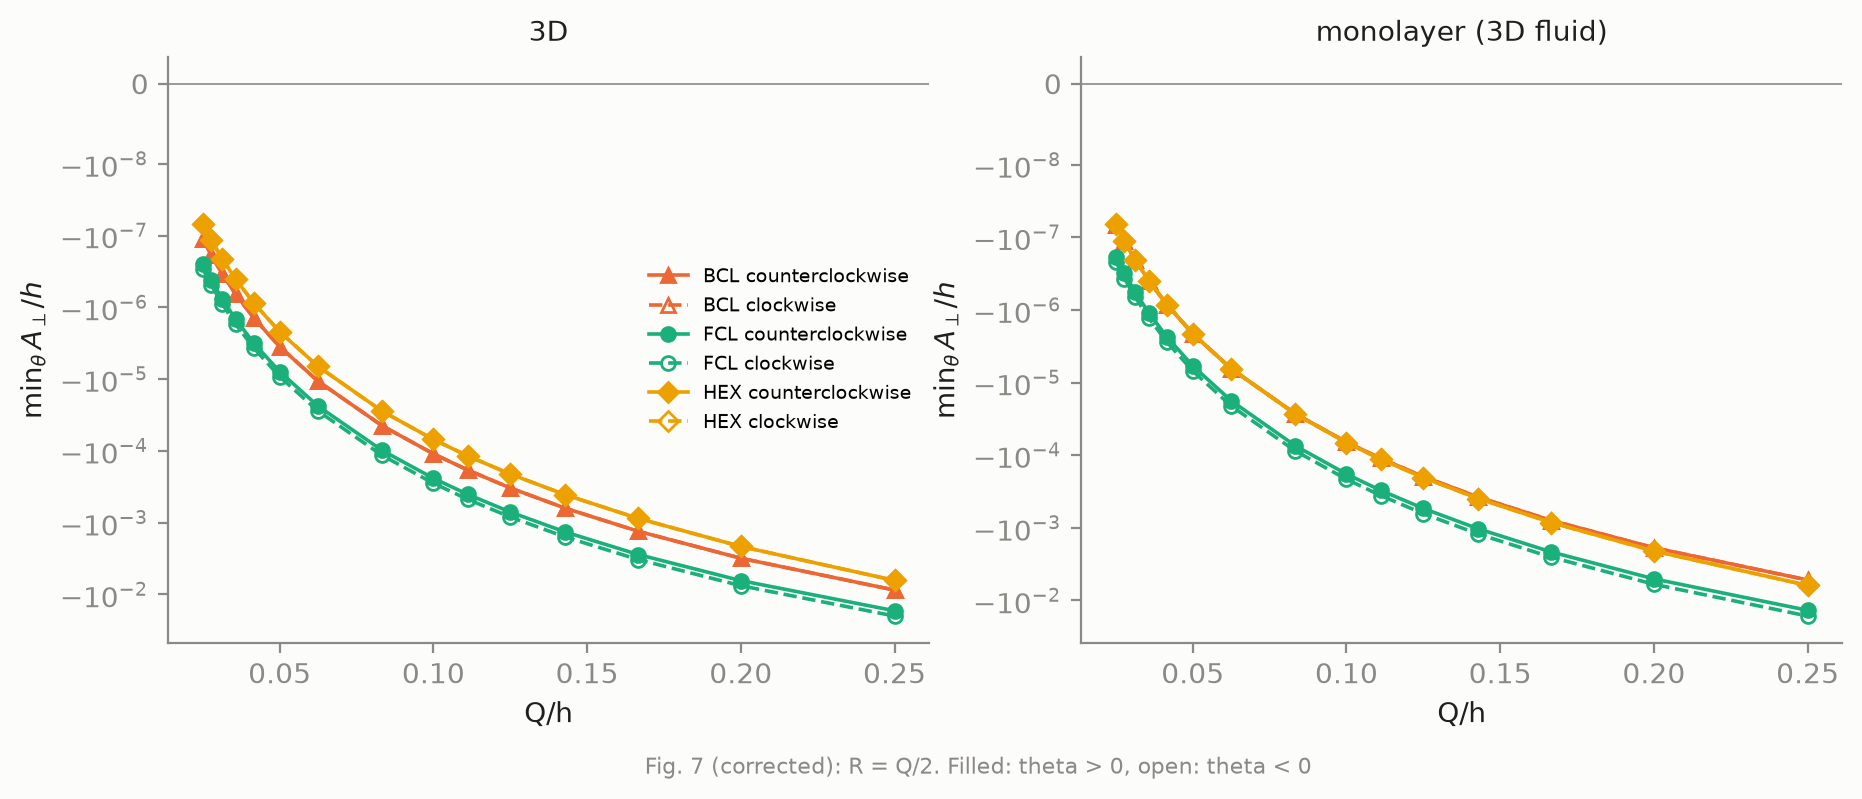 3D
monolayer (3D fluid)
0
−10⁻⁸
−10⁻⁷
−10⁻⁶
−10⁻⁵
−10⁻⁴
−10⁻³
−10⁻²
minθ A⊥/h
BCL counterclockwise
BCL clockwise
FCL counterclockwise
FCL clockwise
HEX counterclockwise
HEX clockwise
0.05 0.10 0.15 0.20 0.25
Q/h
0
−10⁻⁸
−10⁻⁷
−10⁻⁶
−10⁻⁵
−10⁻⁴
−10⁻³
−10⁻²
minθ A⊥/h
0.05 0.10 0.15 0.20 0.25
Q/h
Fig. 7 (corrected): R = Q/2. Filled: theta > 0, open: theta < 0